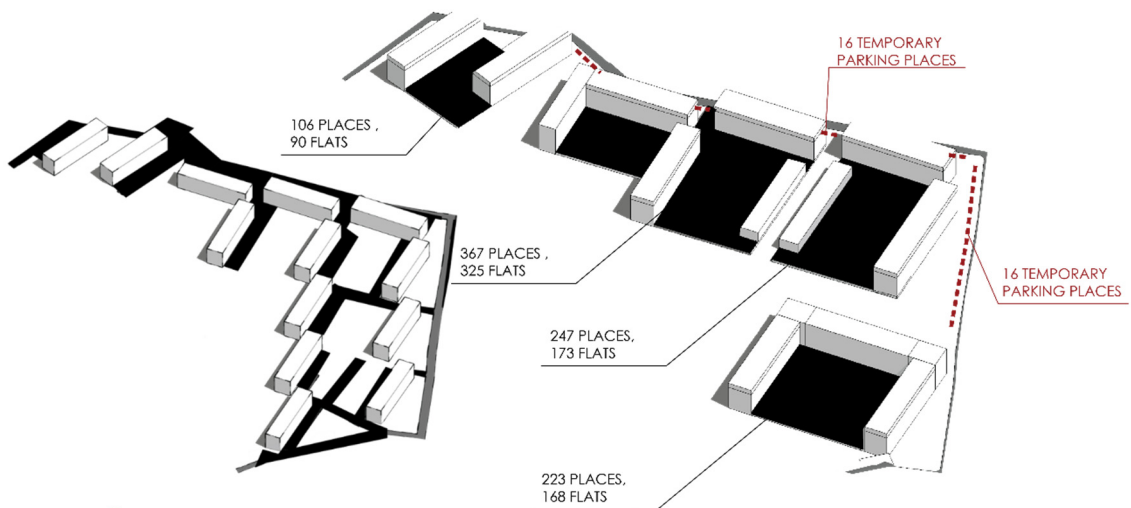 16 TEMPORARY
PARKING PLACES
106 PLACES ,
90 FLATS
367 PLACES ,
325 FLATS
16 TEMPORARY
PARKING PLACES
247 PLACES,
173 FLATS
223 PLACES,
168 FLATS